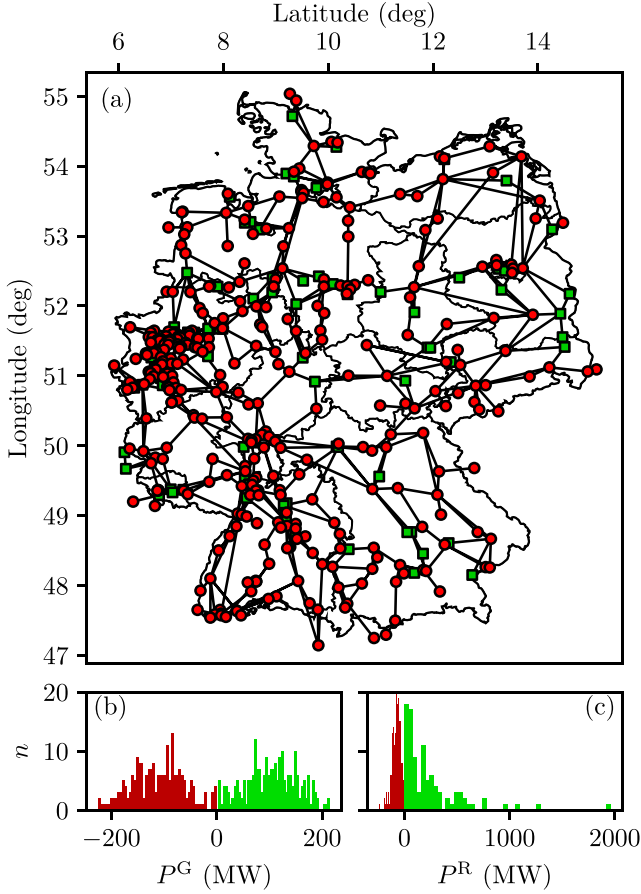 Latitude (deg)
6 8 10 12 14
(a)
55
54
53
52
51
50
49
48
47
Longitude (deg)
(b)
(c)
20
10
0
n
−200 0 200
0 1000 2000
P^G (MW)
P^R (MW)